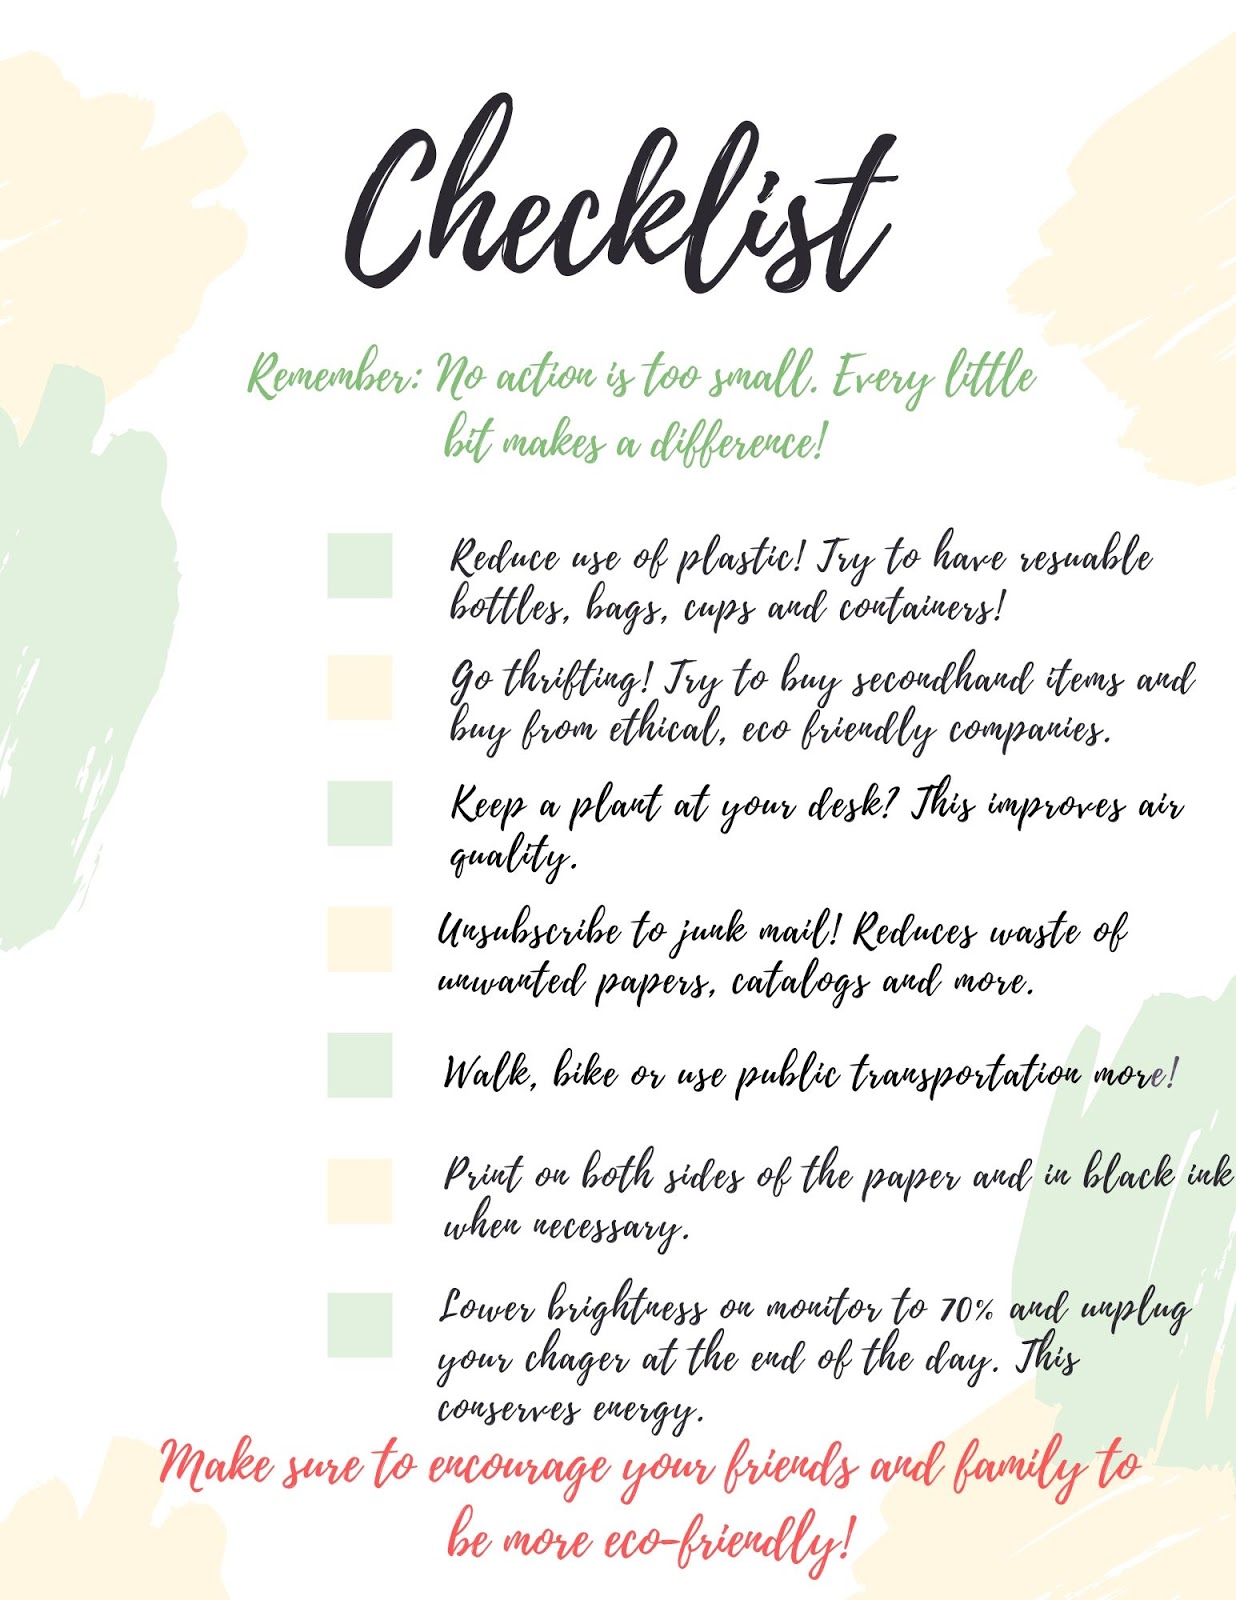 Checklist
Remember: No action is too small. Every little
bit makes a difference!
Reduce use of plastic! Try to have resuable
bottles, bags, cups and containers!
Go thrifting! Try to buy secondhand items and
buy from ethical, eco friendly companies.
Keep a plant at your desk? This improves air
quality.
Unsubscribe to junk mail! Reduces waste of
unwanted papers, catalogs and more.
Walk, bike or use public transportation more!
Print on both sides of the paper and in black ink
when necessary.
Lower brightness on monitor to 70% and unplug
your chager at the end of the day. This
conserves energy.
Make sure to encourage your friends and family to
be more eco-friendly!